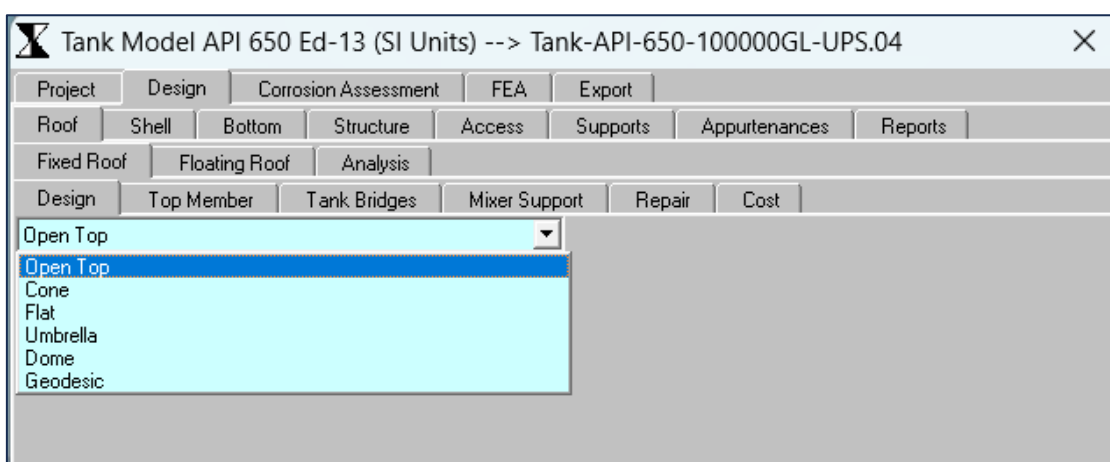 Tank Model API 650 Ed-13 (SI Units) --> Tank-API-650-100000GL-UPS.04
Project Design Corrosion Assessment FEA Export
Roof Shell Bottom Structure Access Supports Appurtenances Reports
Fixed Roof Floating Roof Analysis
Design Top Member Tank Bridges Mixer Support Repair Cost
Open Top
Open Top
Cone
Flat
Umbrella
Dome
Geodesic